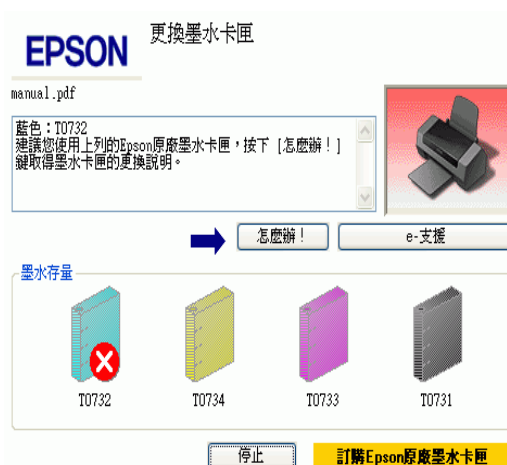 EPSON
更換墨水卡匣
manual.pdf
藍色：T0732
建議您使用上列的Epson原廠墨水卡匣，按下 [怎麼辦！]
鍵取得墨水卡匣的更換說明。
怎麼辦！
e-支援
墨水存量
T0732
T0734
T0733
T0731
停止
訂購Epson原廠墨水卡匣